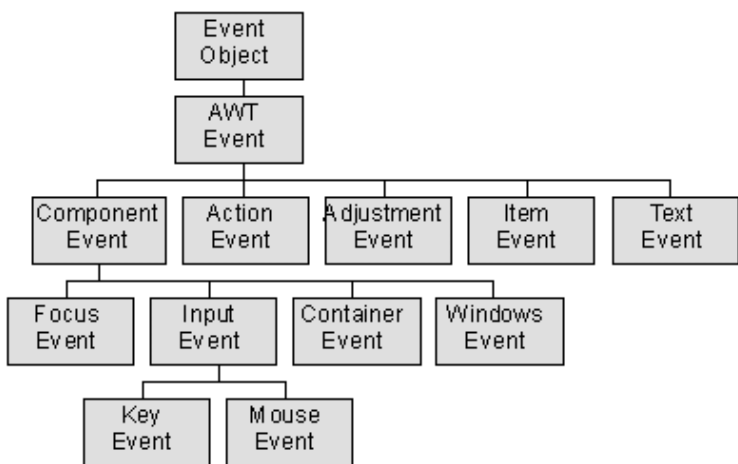 Event
Object
AWT
Event
Component
Event
Action
Event
Adjustment
Event
Item
Event
Text
Event
Focus
Event
Input
Event
Container
Event
Windows
Event
Key
Event
Mouse
Event